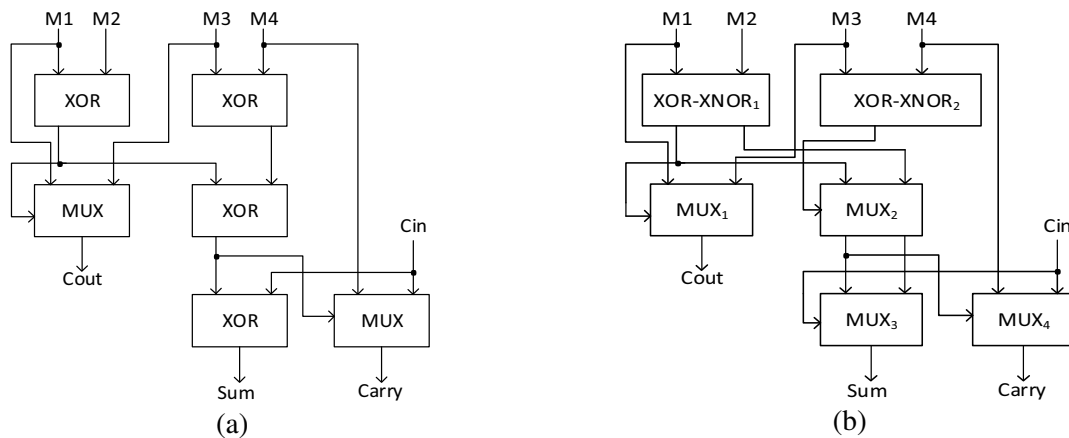 M1 M2 M3 M4
XOR XOR
MUX XOR
Cin
Cout
XOR MUX
Sum Carry
(a)
M1 M2 M3 M4
XOR-XNOR₁ XOR-XNOR₂
MUX₁ MUX₂
Cin
Cout
MUX₃ MUX₄
Sum Carry
(b)